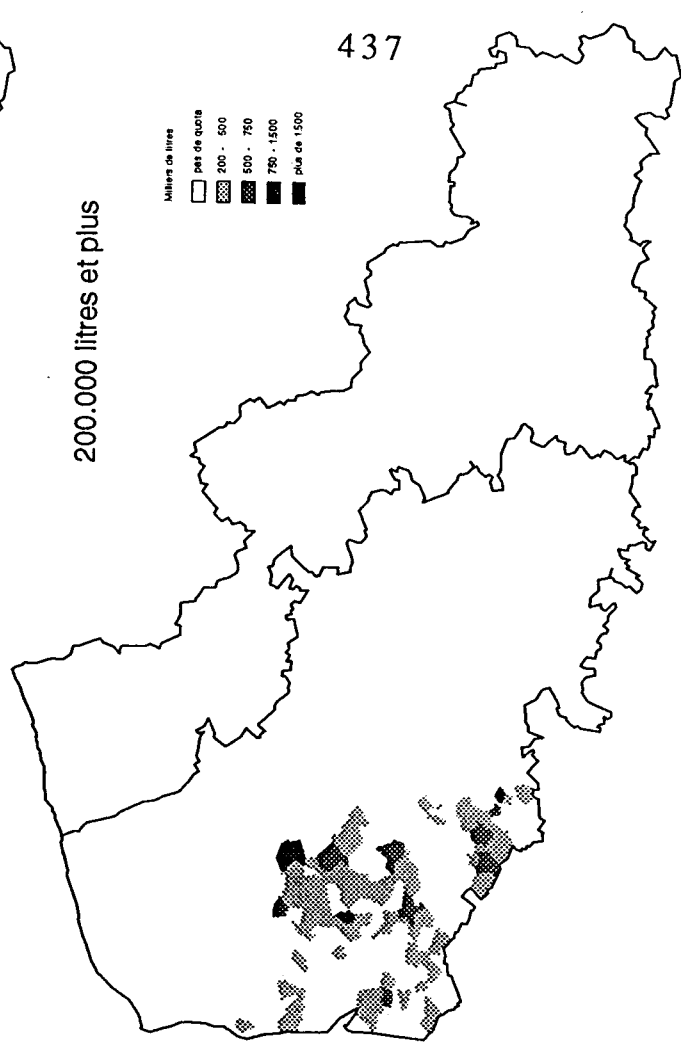 437
200.000 litres et plus
Milliers de litres
pas de quota
200 - 500
500 - 750
750 - 1500
plus de 1500